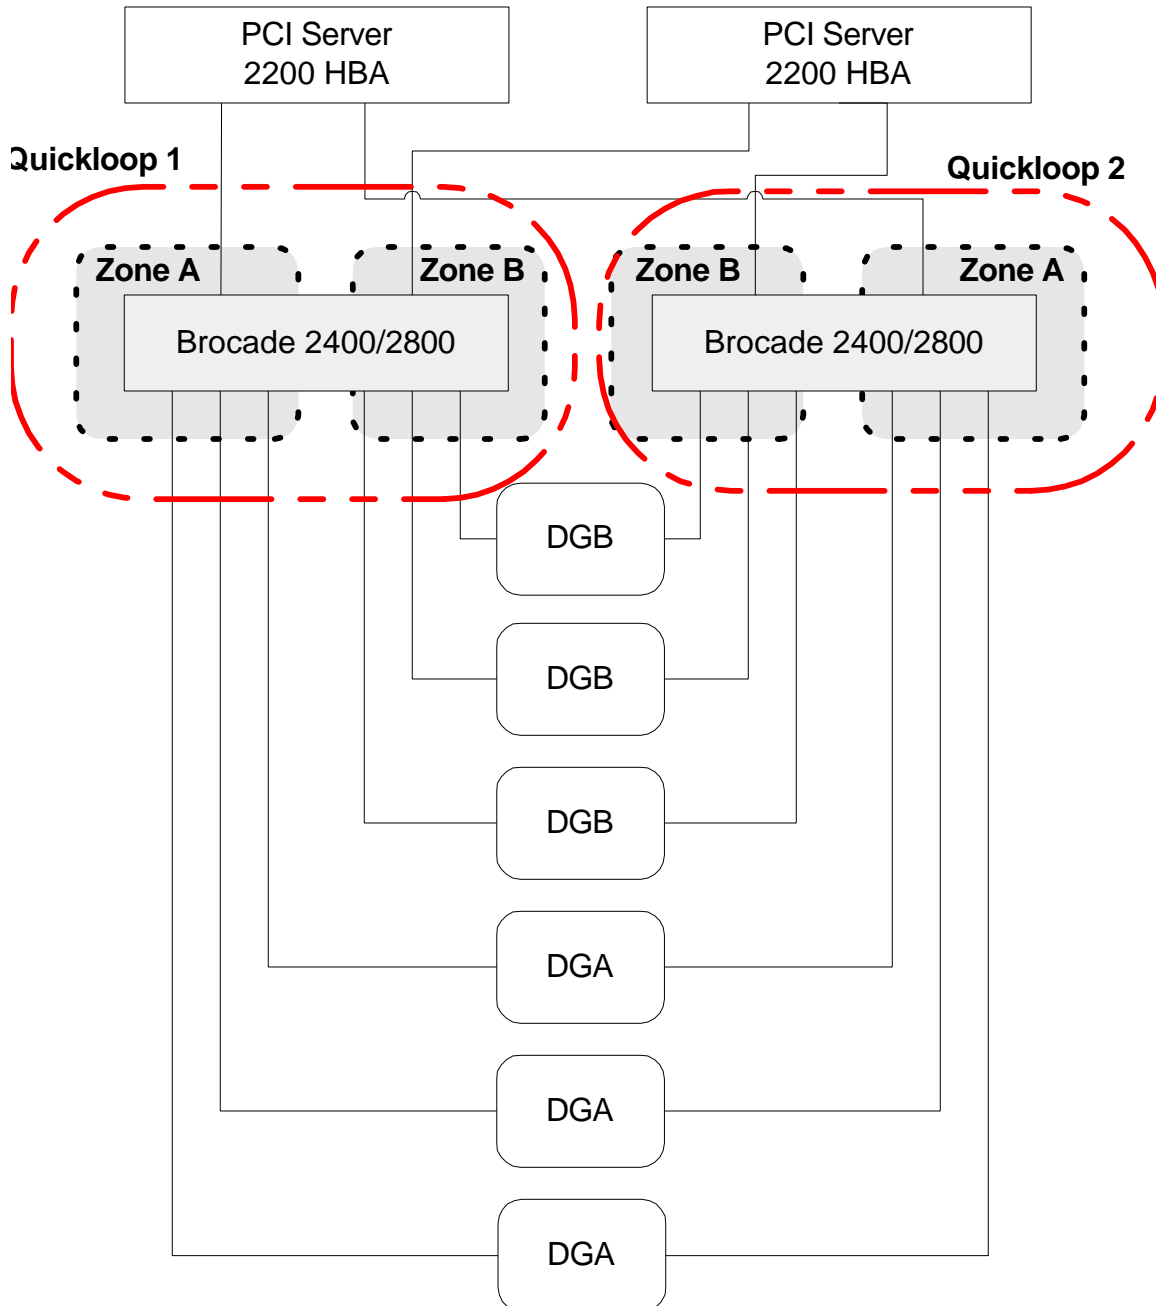 PCI Server
2200 HBA
PCI Server
2200 HBA
Quickloop 1
Quickloop 2
Zone A
Zone B
Zone B
Zone A
Brocade 2400/2800
Brocade 2400/2800
DGB
DGB
DGB
DGA
DGA
DGA